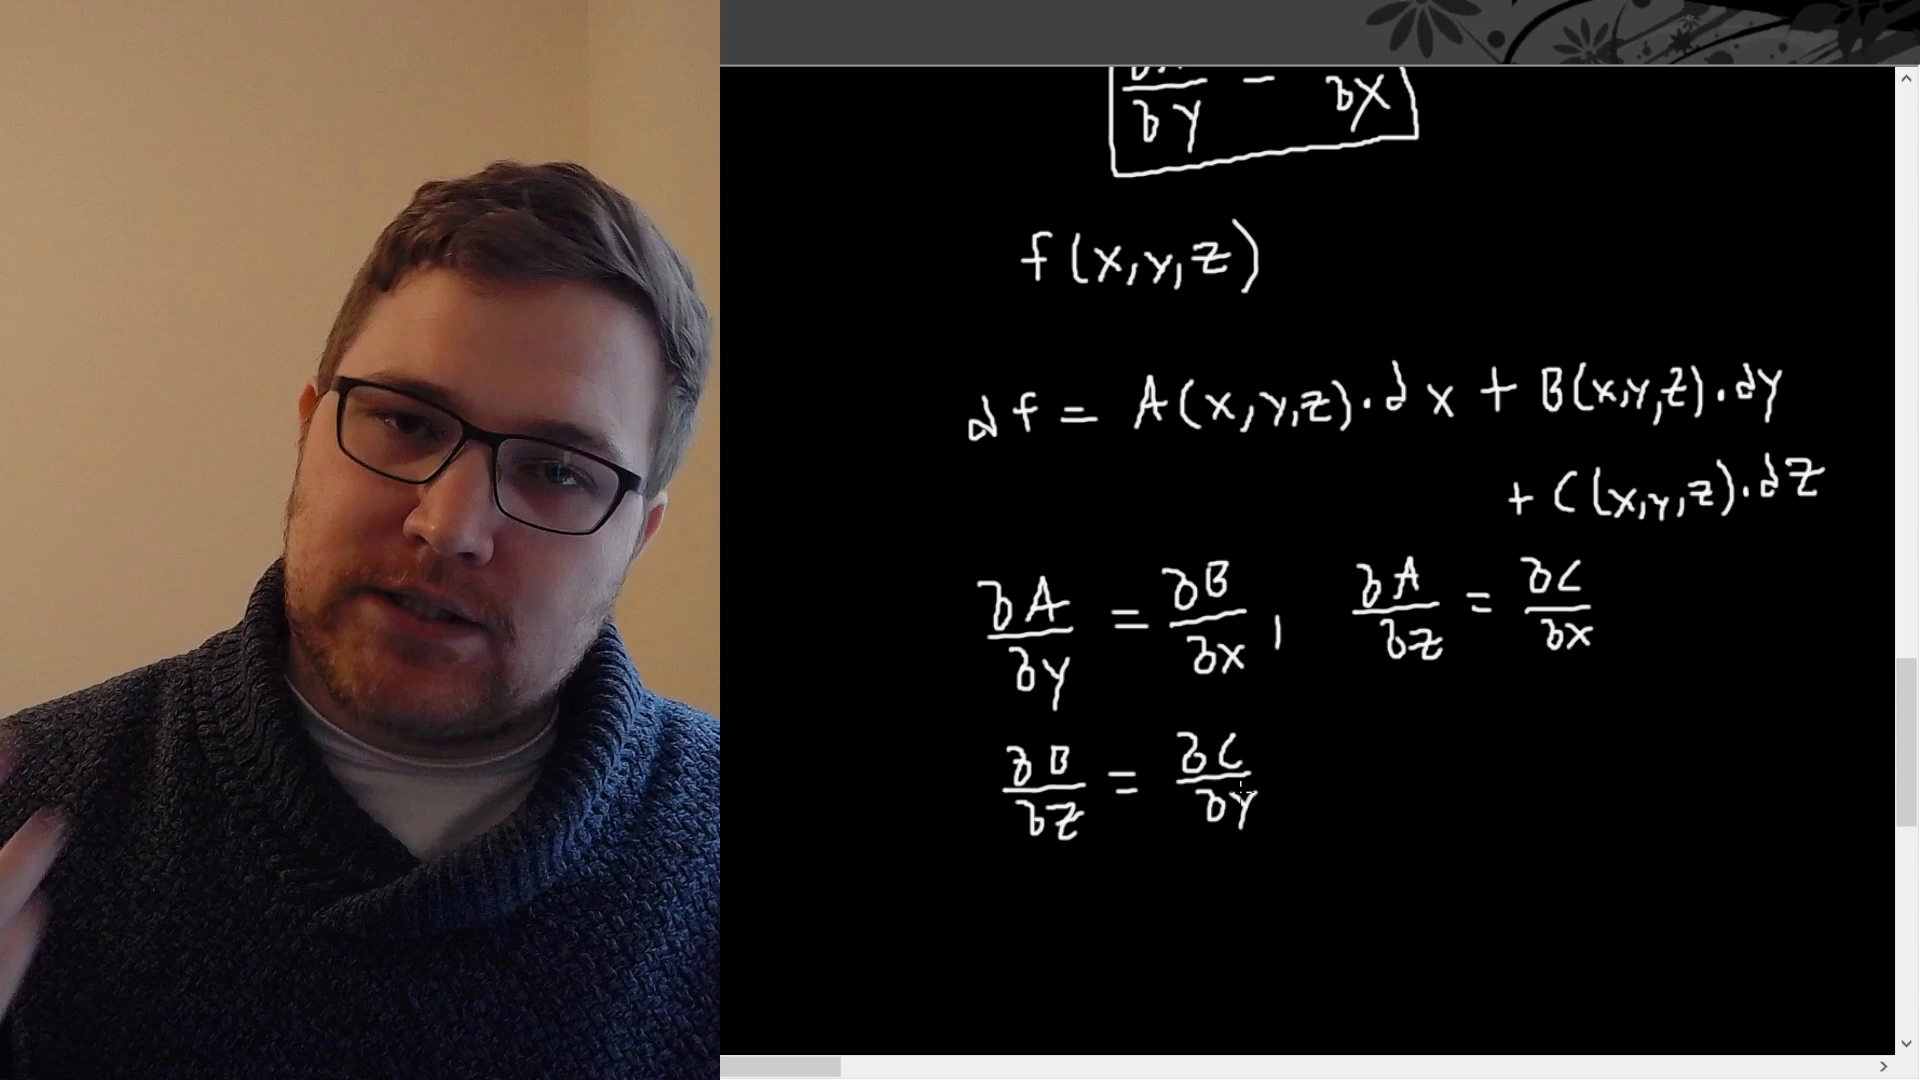 ∂Y = ∂X
f(x,y,z)
df = A(x,y,z)·dx + B(x,y,z)·dy
+ C(x,y,z)·dz
∂A/∂y = ∂B/∂x, ∂A/∂z = ∂C/∂x
∂B/∂z = ∂C/∂y